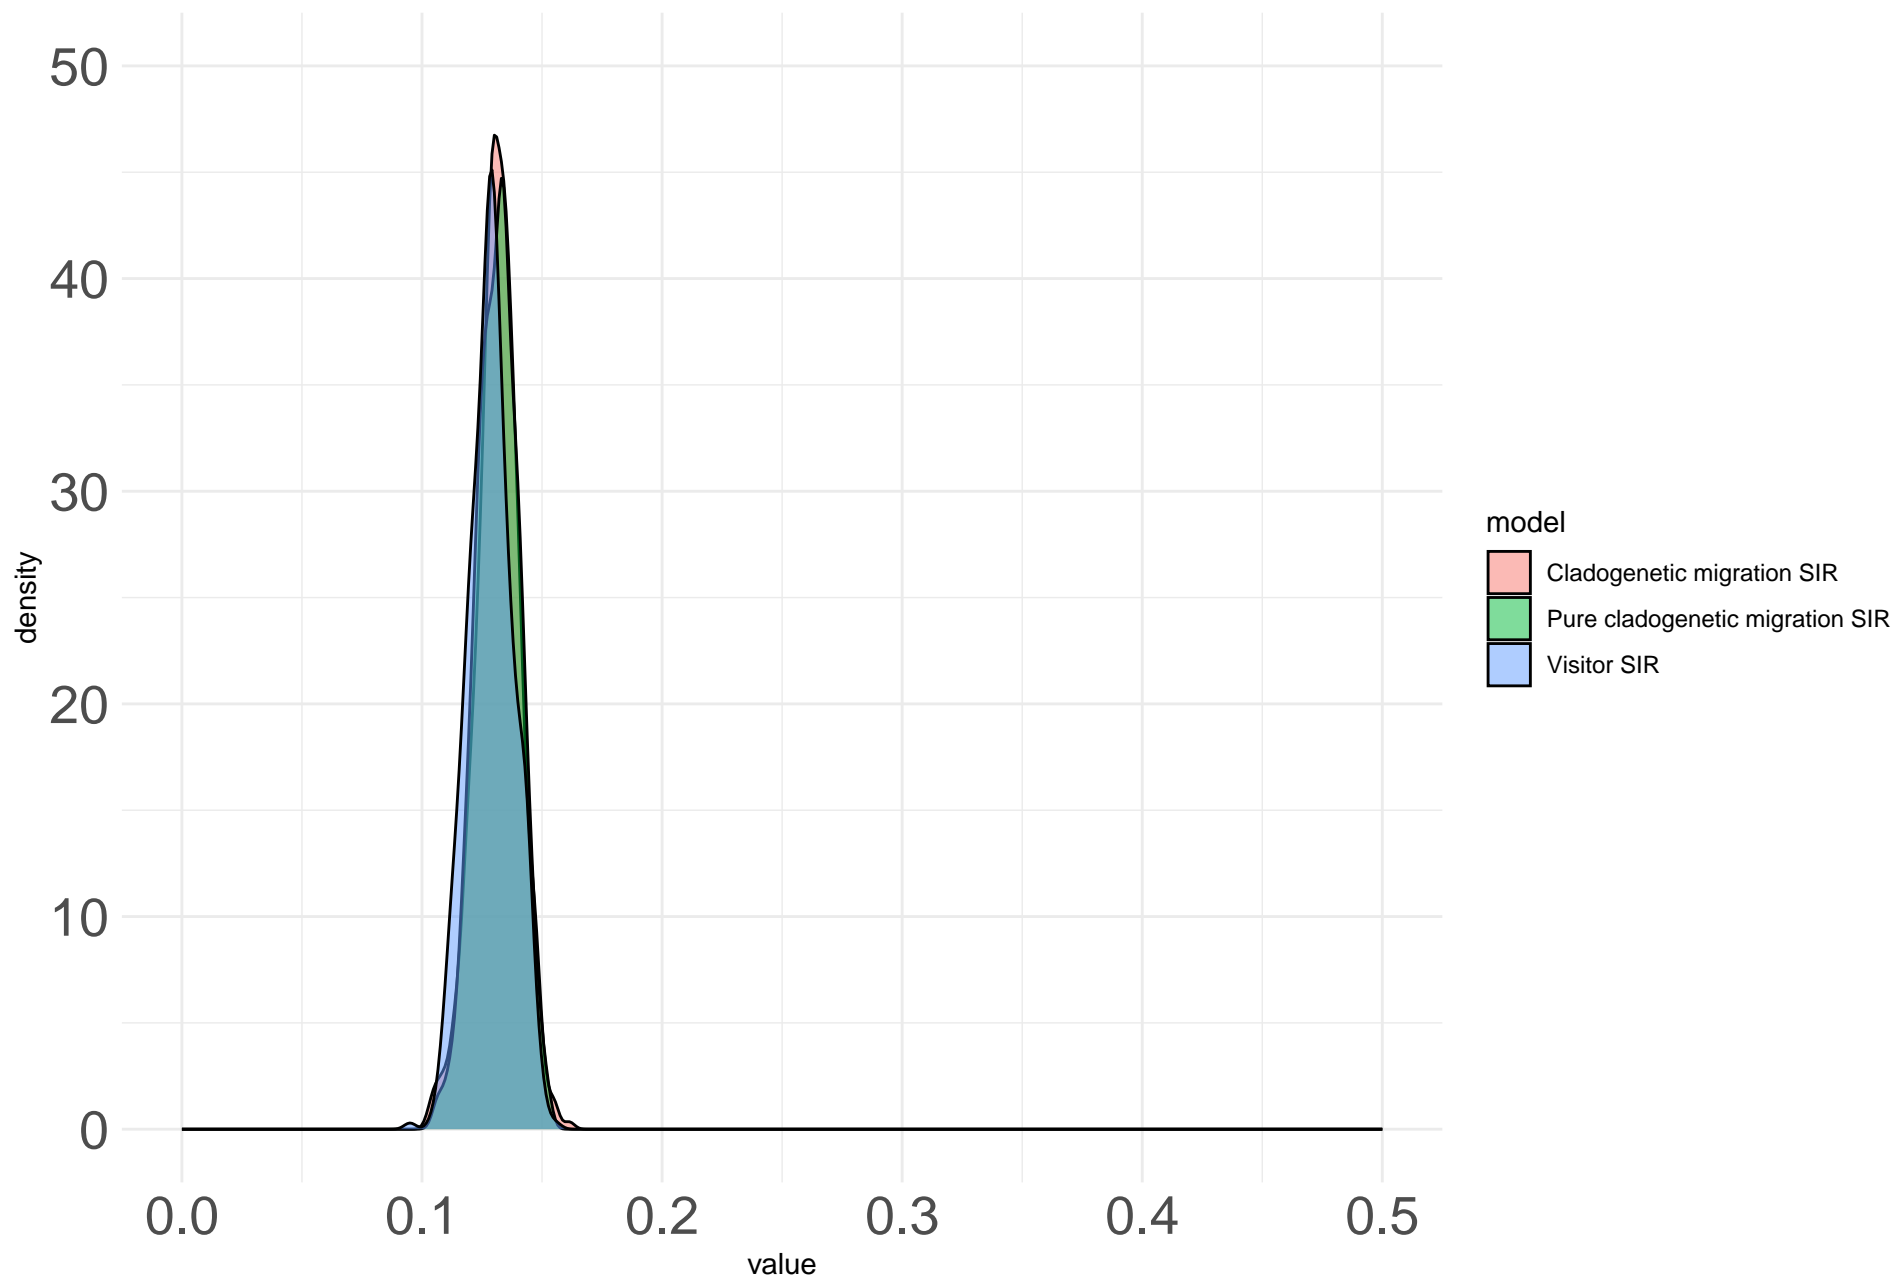 50
40
30
20
10
0
density
0.0 0.1 0.2 0.3 0.4 0.5
value
model
Cladogenetic migration SIR
Pure cladogenetic migration SIR
Visitor SIR